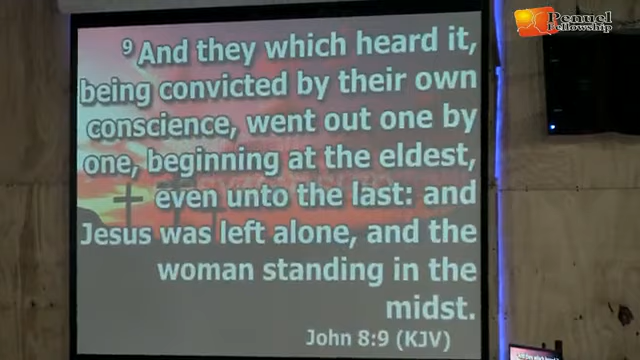 Penuel
Fellowship
9 And they which heard it,
being convicted by their own
conscience, went out one by
one, beginning at the eldest,
even unto the last: and
Jesus was left alone, and the
woman standing in the
midst.
John 8:9 (KJV)